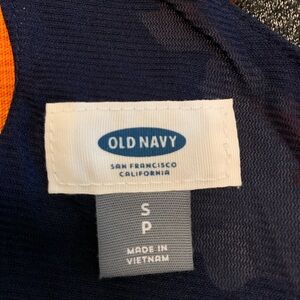 OLD NAVY
SAN FRANCISCO
CALIFORNIA
S
P
MADE IN
VIETNAM